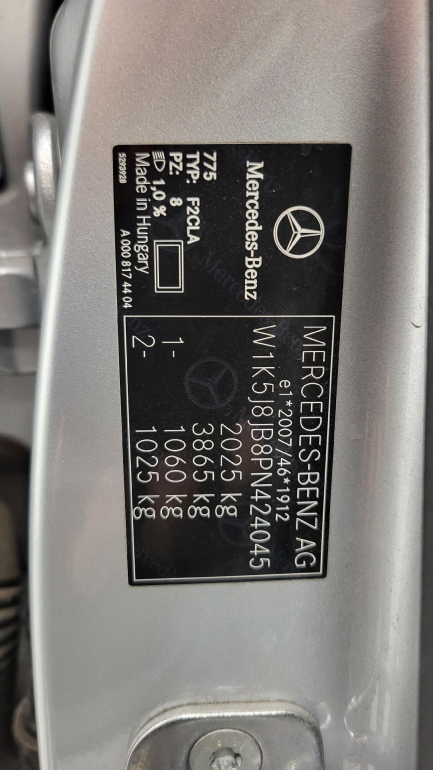 Mercedes-Benz
775
TYP: F2CLA
PZ: 8
1,0 %
Made in Hungary
A 000 817 44 04
5293928
MERCEDES-BENZ AG
e1*2007/46*1912
W1K5J8JB8PN424045
2025 kg
3865 kg
1- 1060 kg
2- 1025 kg